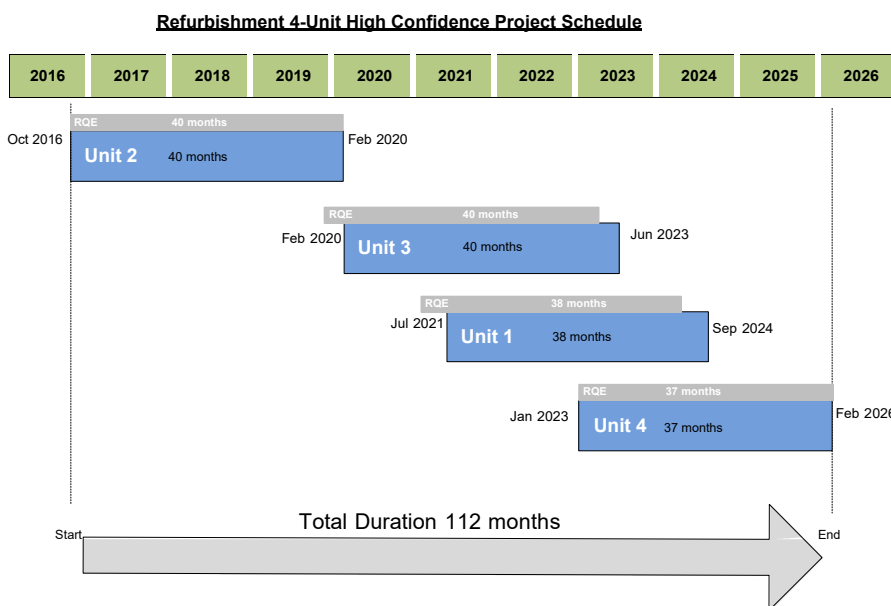 Refurbishment 4-Unit High Confidence Project Schedule
2016 2017 2018 2019 2020 2021 2022 2023 2024 2025 2026
RQE 40 months
Oct 2016 Unit 2 40 months Feb 2020
RQE 40 months
Feb 2020 Unit 3 40 months Jun 2023
RQE 38 months
Jul 2021 Unit 1 38 months Sep 2024
RQE 37 months
Jan 2023 Unit 4 37 months Feb 2026
Total Duration 112 months
Start End